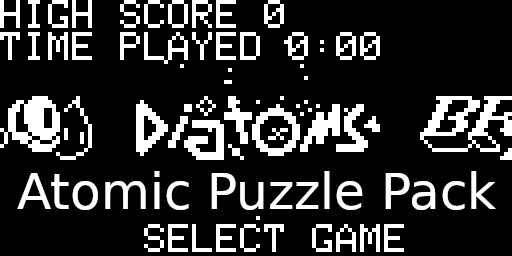 HIGH SCORE 0
TIME PLAYED 0:00
Diatoms
Atomic Puzzle Pack
SELECT GAME